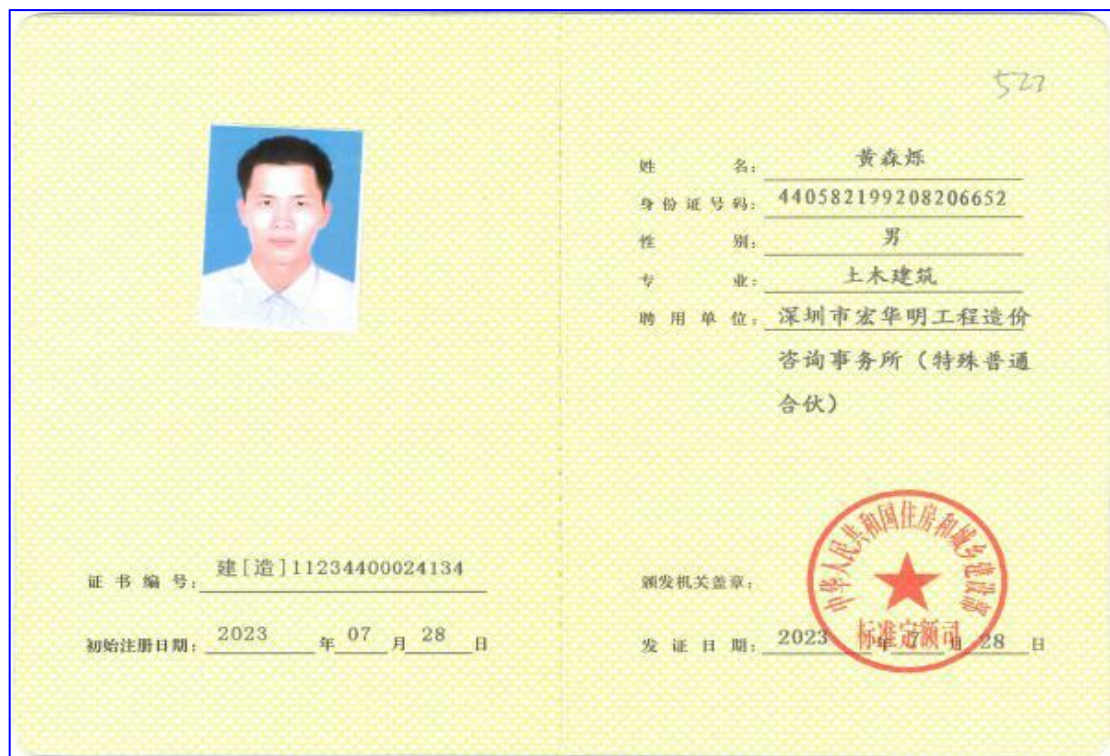 527
姓 名: 黄森烁
身份证号码: 440582199208206652
性 别: 男
专 业: 土木建筑
聘用单位: 深圳市宏华明工程造价
咨询事务所（特殊普通
合伙）
证书编号: 建[造]11234400024134
初始注册日期: 2023 年 07 月 28 日
颁发机关盖章:
中华人民共和国住房和城乡建设部
标准定额司
发证日期: 2023 年 7 月 28 日